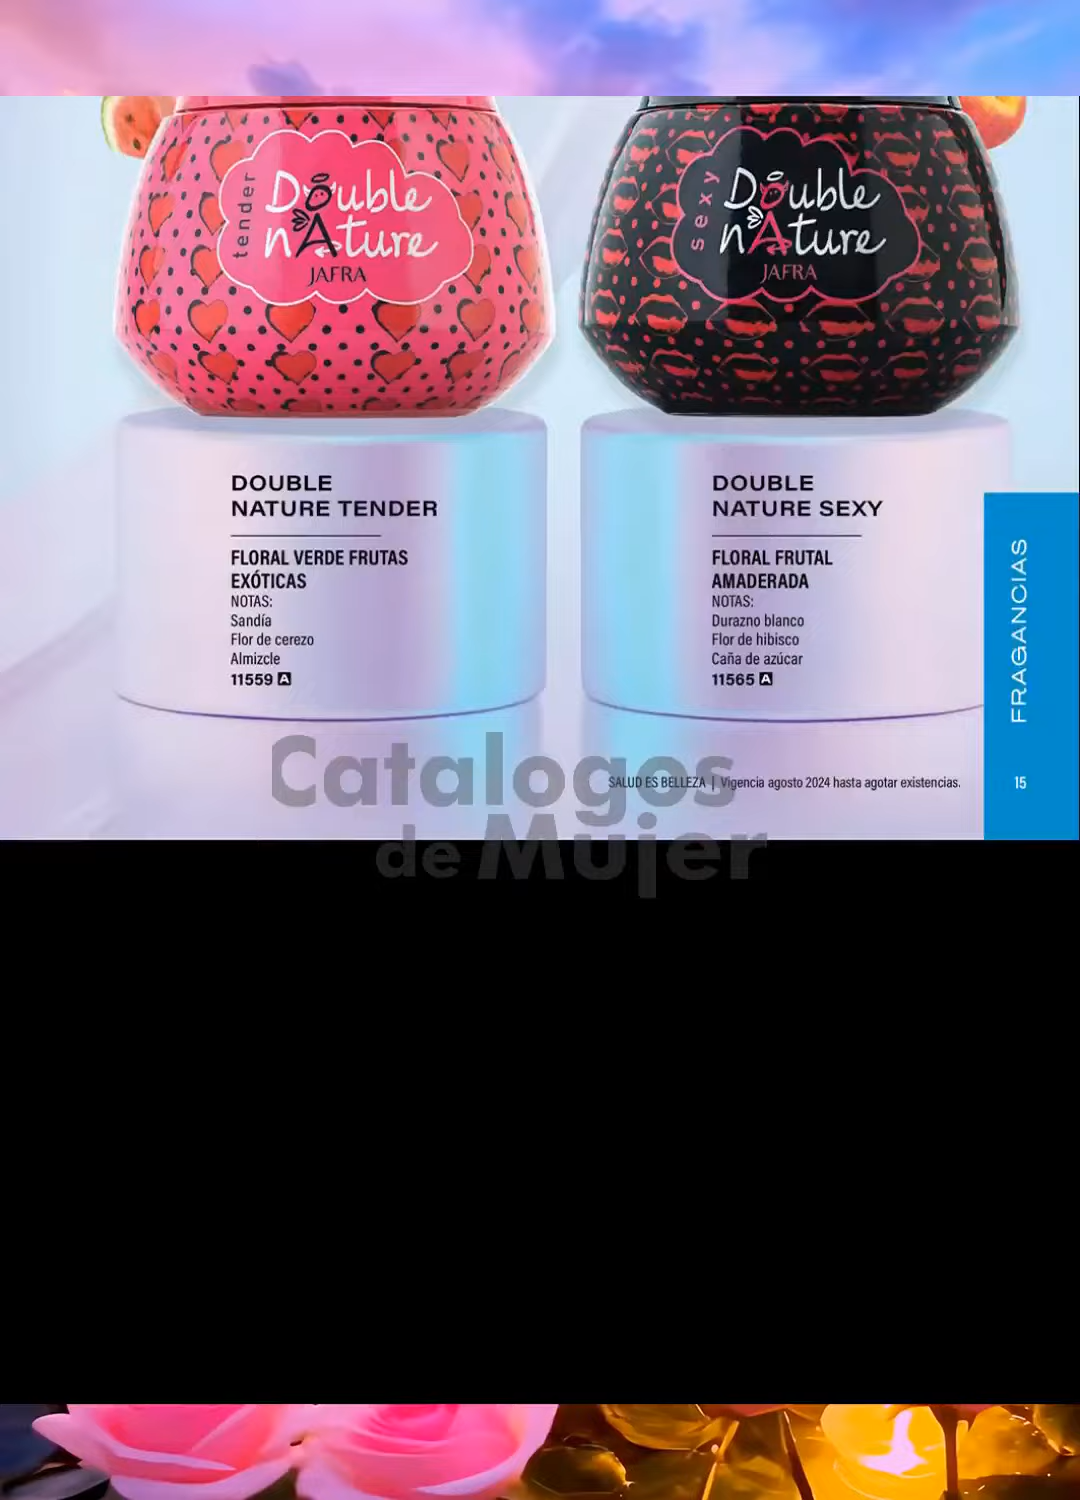 tender
Double
nAture
JAFRA
sexy
Double
nAture
JAFRA
DOUBLE
NATURE TENDER
FLORAL VERDE FRUTAS
EXÓTICAS
NOTAS:
Sandía
Flor de cerezo
Almizcle
11559 A
DOUBLE
NATURE SEXY
FLORAL FRUTAL
AMADERADA
NOTAS:
Durazno blanco
Flor de hibisco
Caña de azúcar
11565 A
FRAGANCIAS
Catalogos
de Mujer
SALUD ES BELLEZA | Vigencia agosto 2024 hasta agotar existencias.
15